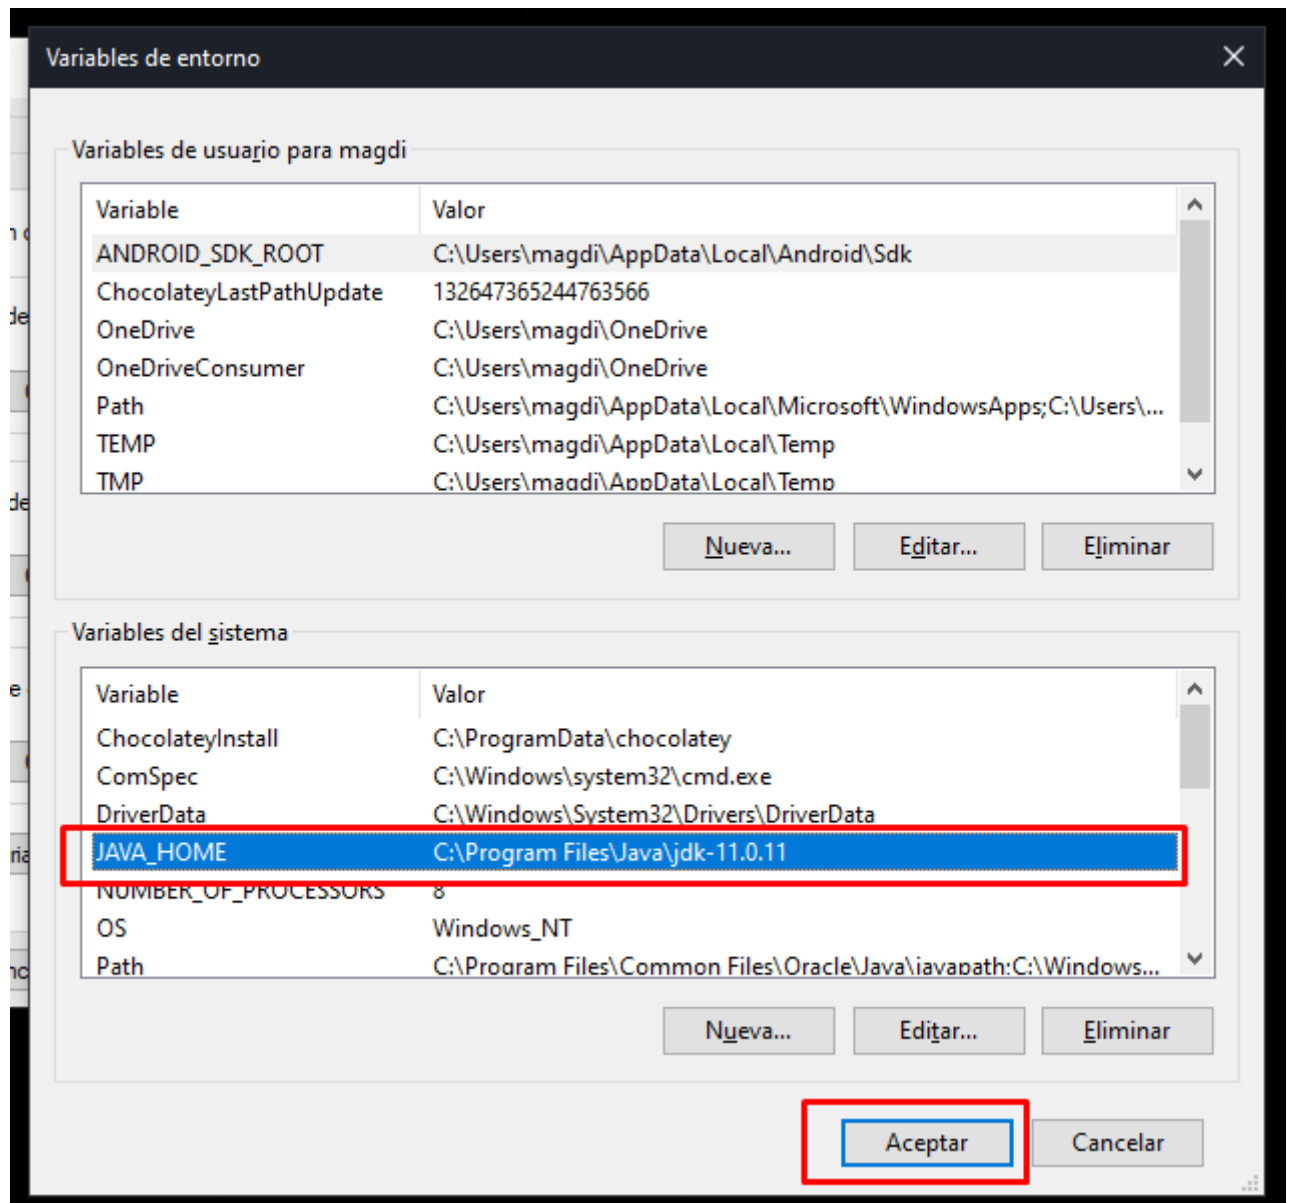 Variables de entorno
Variables de usuario para magdi
Variable Valor
ANDROID_SDK_ROOT C:\Users\magdi\AppData\Local\Android\Sdk
ChocolateyLastPathUpdate 132647365244763566
OneDrive C:\Users\magdi\OneDrive
OneDriveConsumer C:\Users\magdi\OneDrive
Path C:\Users\magdi\AppData\Local\Microsoft\WindowsApps;C:\Users\...
TEMP C:\Users\magdi\AppData\Local\Temp
TMP C:\Users\magdi\AppData\Local\Temp
Nueva... Editar... Eliminar
Variables del sistema
Variable Valor
ChocolateyInstall C:\ProgramData\chocolatey
ComSpec C:\Windows\system32\cmd.exe
DriverData C:\Windows\System32\Drivers\DriverData
JAVA_HOME C:\Program Files\Java\jdk-11.0.11
NUMBER_OF_PROCESSORS 8
OS Windows_NT
Path C:\Program Files\Common Files\Oracle\Java\javapath;C:\Windows...
Nueva... Editar... Eliminar
Aceptar Cancelar